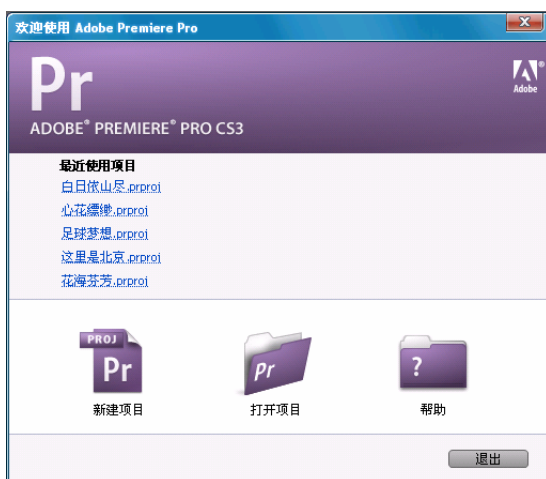 欢迎使用 Adobe Premiere Pro
Pr
Adobe®
ADOBE® PREMIERE® PRO CS3
最近使用项目
白日依山尽.prproj
心花缥缈.prproj
足球梦想.prproj
这里是北京.prproj
花海芬芳.prproj
PROJ
Pr
Pr
?
新建项目 打开项目 帮助
退出